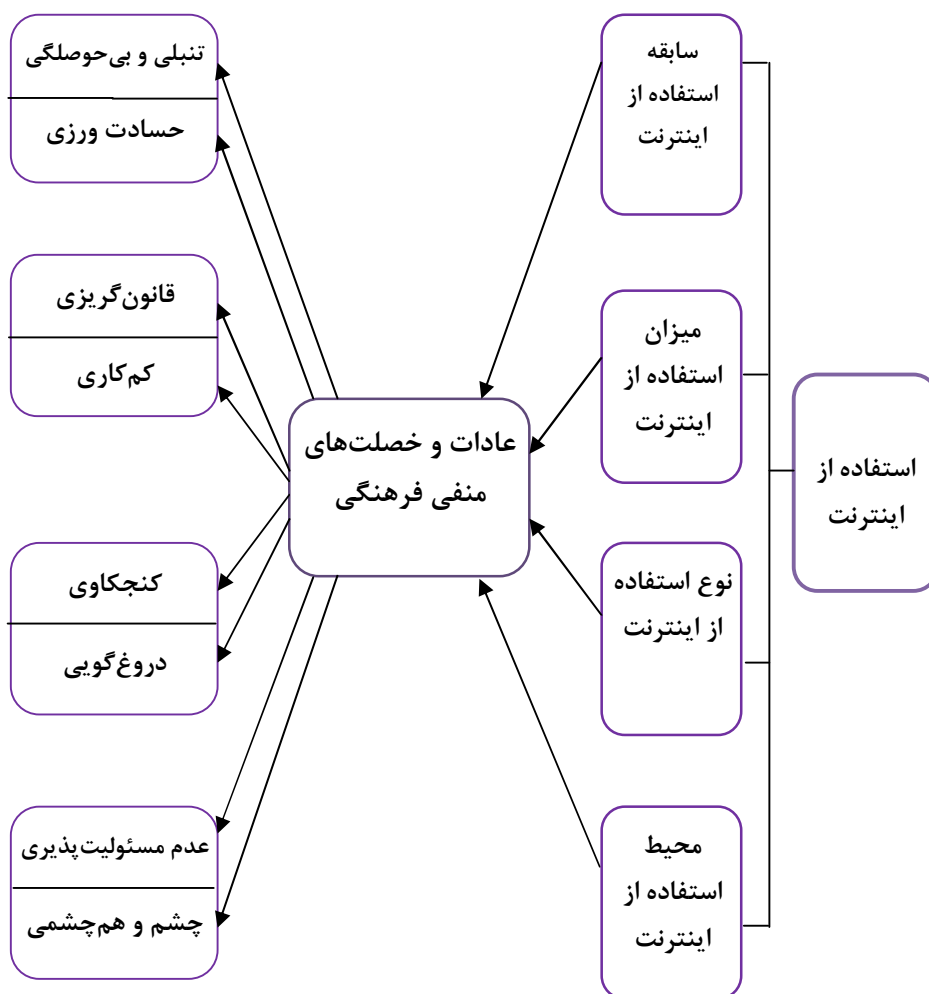 استفاده از
اینترنت
سابقه
استفاده از
اینترنت
میزان
استفاده از
اینترنت
نوع استفاده
از اینترنت
محیط
استفاده از
اینترنت
عادات و خصلت‌های
منفی فرهنگی
تنبلی و بی‌حوصلگی
حسادت ورزی
قانون‌گریزی
کم‌کاری
کنجکاوی
دروغ‌گویی
عدم مسئولیت‌پذیری
چشم و هم‌چشمی